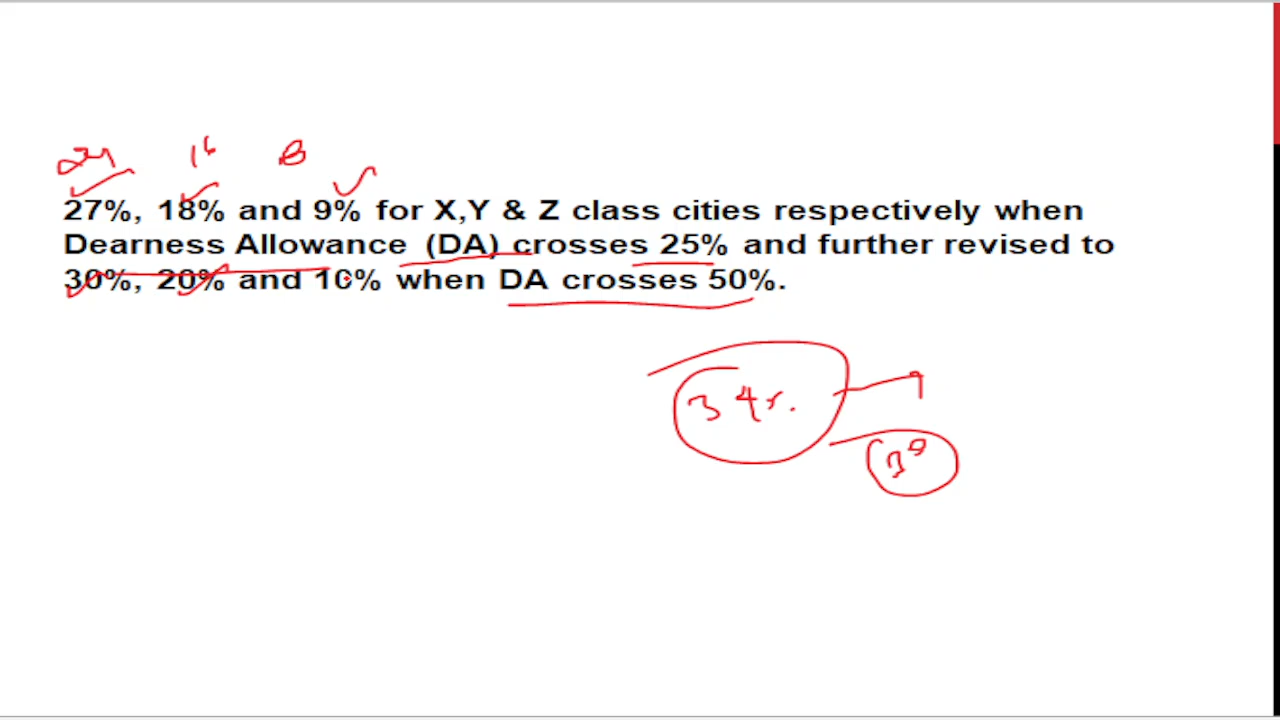 24 16 8
27%, 18% and 9% for X,Y & Z class cities respectively when
Dearness Allowance (DA) crosses 25% and further revised to
30%, 20% and 10% when DA crosses 50%.
34